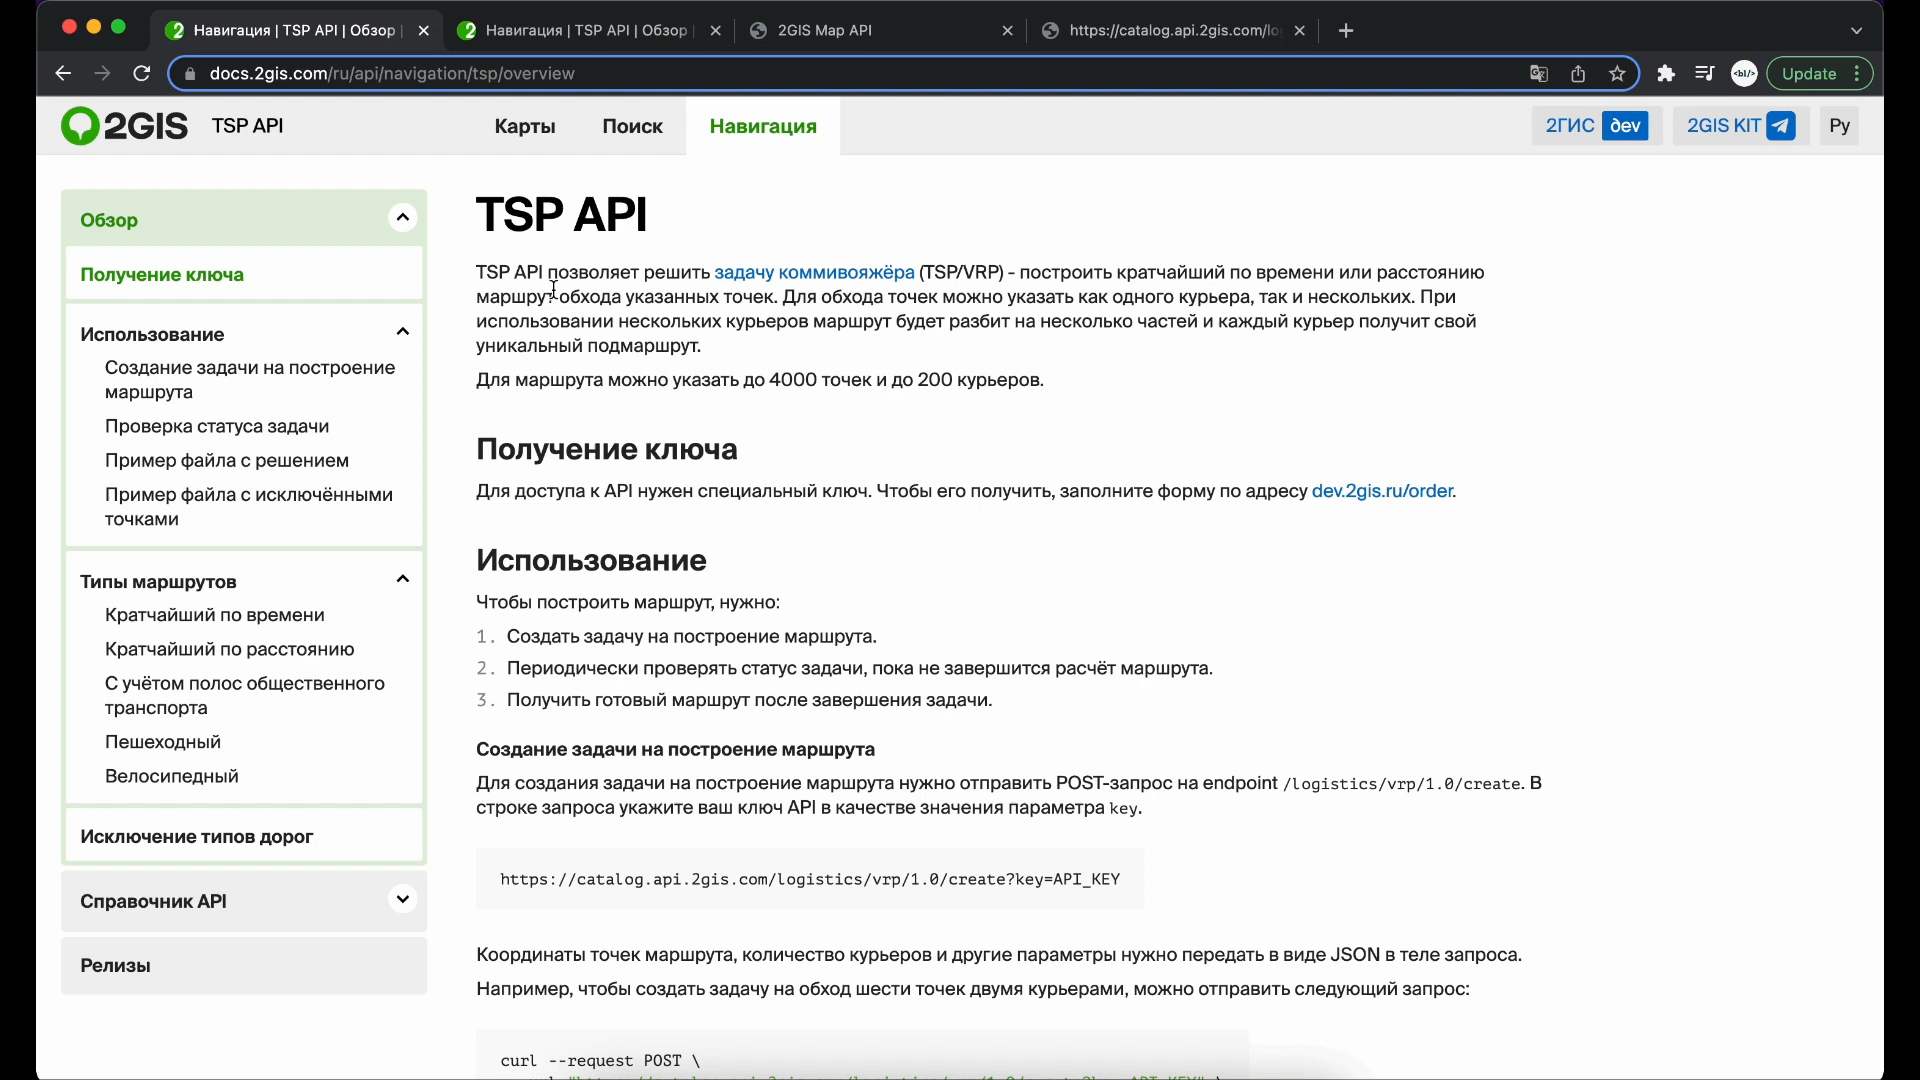 Навигация | TSP API | Обзор
Навигация | TSP API | Обзор
2GIS Map API
https://catalog.api.2gis.com/lo
docs.2gis.com/ru/api/navigation/tsp/overview
<bl/>
Update
2GIS
TSP API
Карты
Поиск
Навигация
2ГИС dev
2GIS KIT
Ру
Обзор
Получение ключа
Использование
Создание задачи на построение
маршрута
Проверка статуса задачи
Пример файла с решением
Пример файла с исключёнными
точками
Типы маршрутов
Кратчайший по времени
Кратчайший по расстоянию
С учётом полос общественного
транспорта
Пешеходный
Велосипедный
Исключение типов дорог
Справочник API
Релизы
TSP API
TSP API позволяет решить задачу коммивояжёра (TSP/VRP) - построить кратчайший по времени или расстоянию
маршрут обхода указанных точек. Для обхода точек можно указать как одного курьера, так и нескольких. При
использовании нескольких курьеров маршрут будет разбит на несколько частей и каждый курьер получит свой
уникальный подмаршрут.
Для маршрута можно указать до 4000 точек и до 200 курьеров.
Получение ключа
Для доступа к API нужен специальный ключ. Чтобы его получить, заполните форму по адресу dev.2gis.ru/order.
Использование
Чтобы построить маршрут, нужно:
1. Создать задачу на построение маршрута.
2. Периодически проверять статус задачи, пока не завершится расчёт маршрута.
3. Получить готовый маршрут после завершения задачи.
Создание задачи на построение маршрута
Для создания задачи на построение маршрута нужно отправить POST-запрос на endpoint /logistics/vrp/1.0/create. В
строке запроса укажите ваш ключ API в качестве значения параметра key.
https://catalog.api.2gis.com/logistics/vrp/1.0/create?key=API_KEY
Координаты точек маршрута, количество курьеров и другие параметры нужно передать в виде JSON в теле запроса.
Например, чтобы создать задачу на обход шести точек двумя курьерами, можно отправить следующий запрос:
curl --request POST \